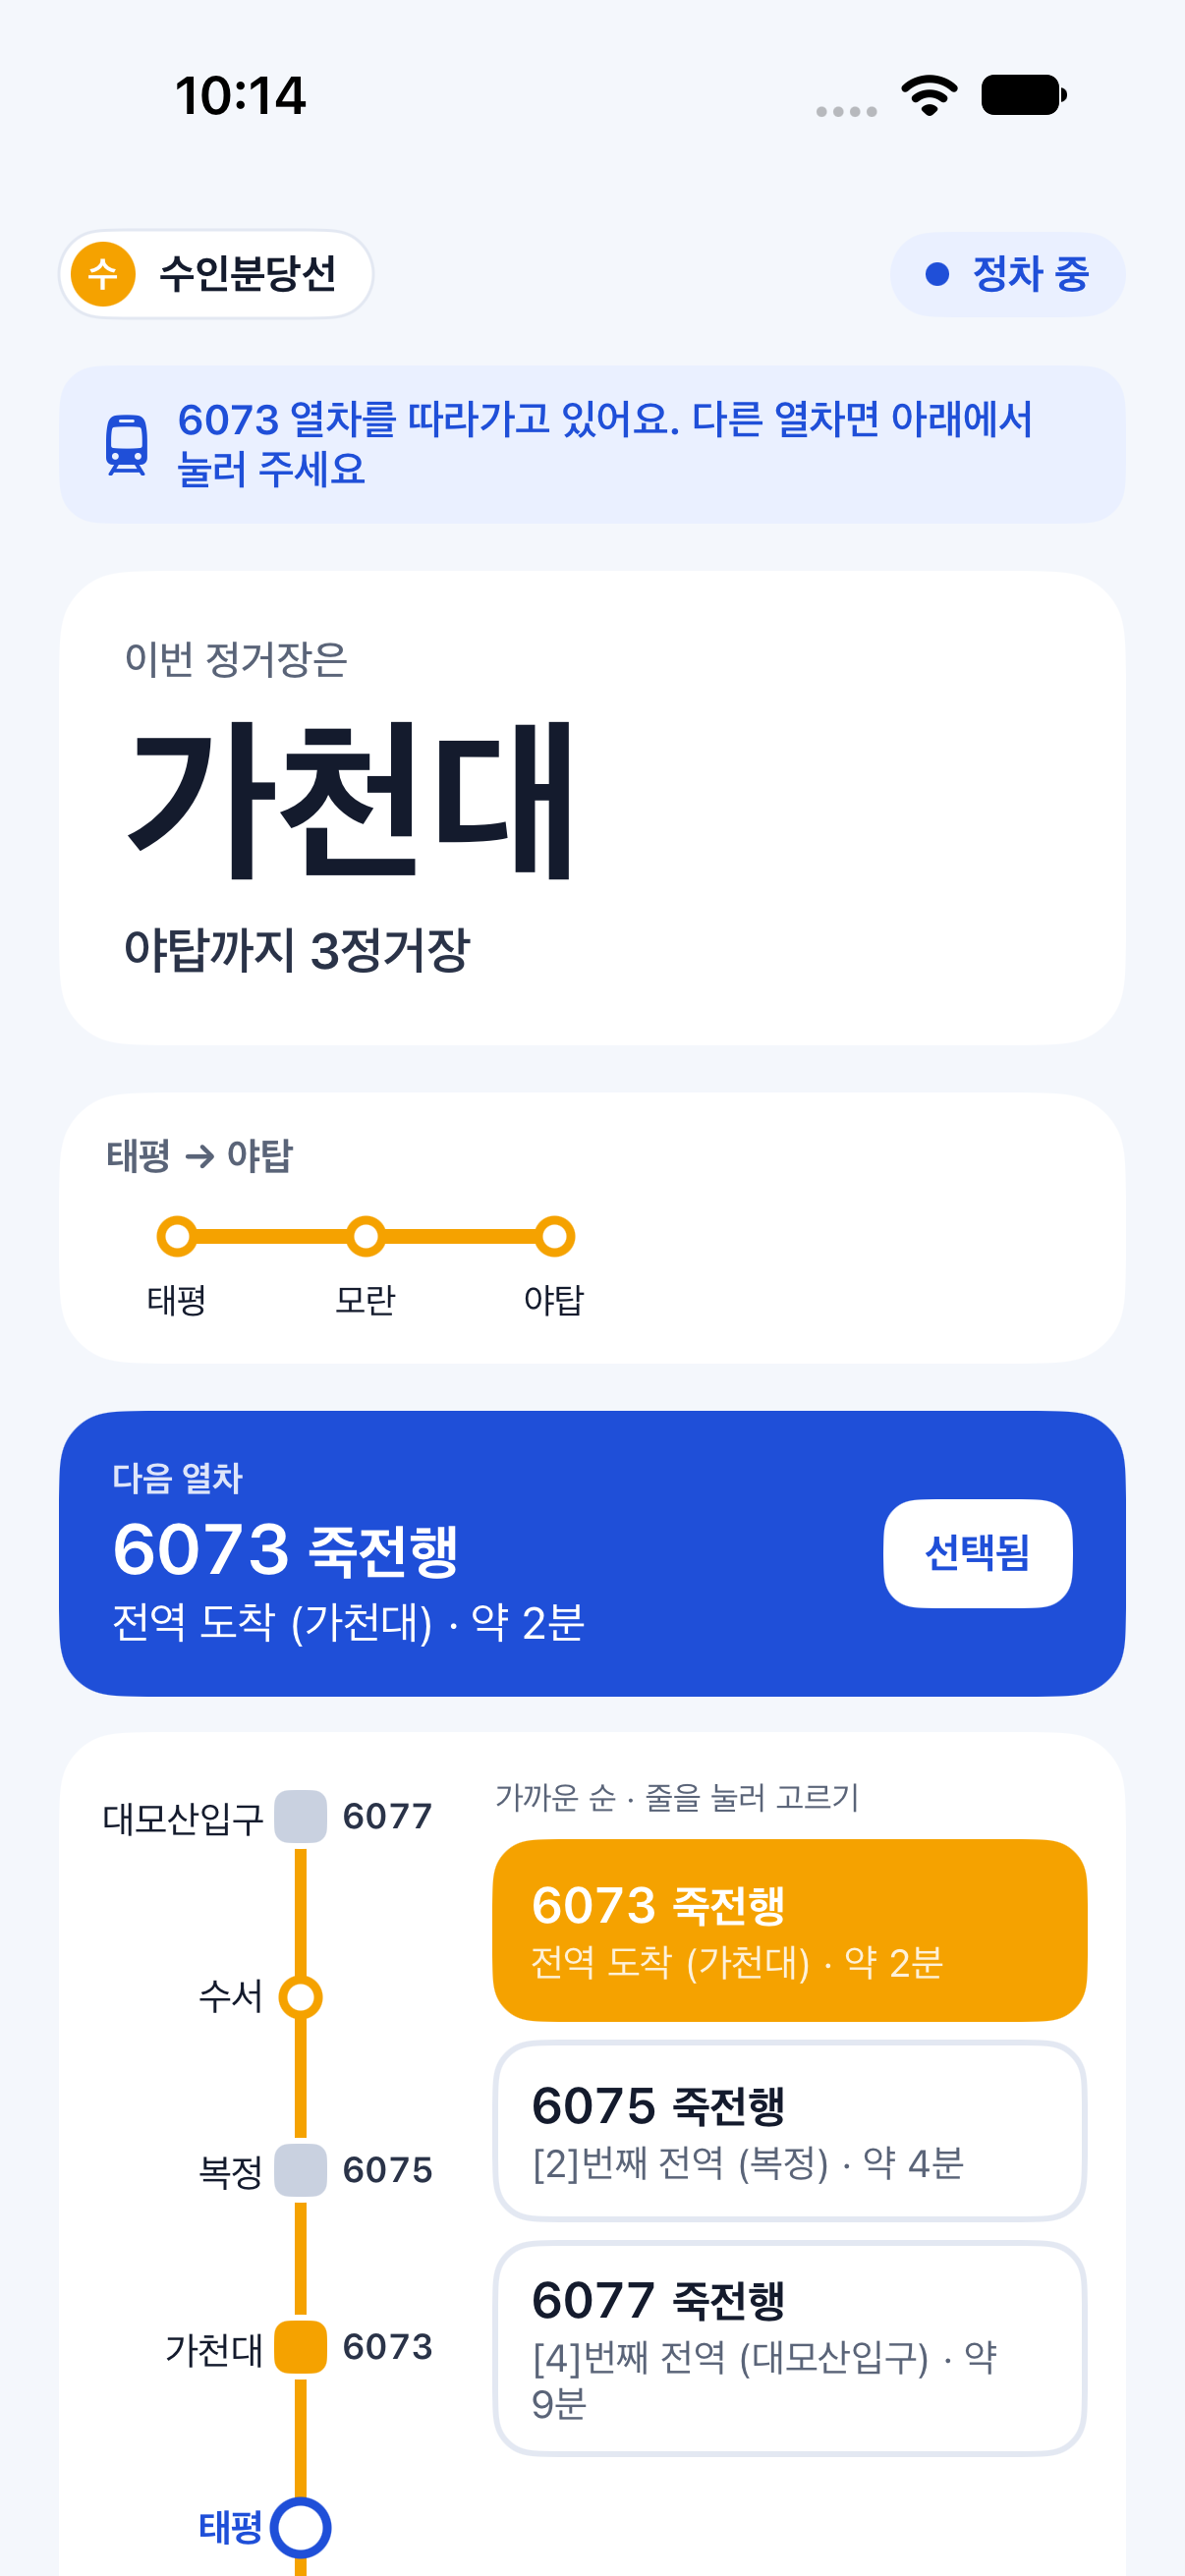 10:14
수 수인분당선
정차 중
6073 열차를 따라가고 있어요. 다른 열차면 아래에서
눌러 주세요
이번 정거장은
가천대
야탑까지 3정거장
태평 → 야탑
태평 모란 야탑
다음 열차
6073 죽전행
전역 도착 (가천대) · 약 2분
선택됨
대모산입구 6077
수서
복정 6075
가천대 6073
태평
가까운 순 · 줄을 눌러 고르기
6073 죽전행
전역 도착 (가천대) · 약 2분
6075 죽전행
[2]번째 전역 (복정) · 약 4분
6077 죽전행
[4]번째 전역 (대모산입구) · 약
9분